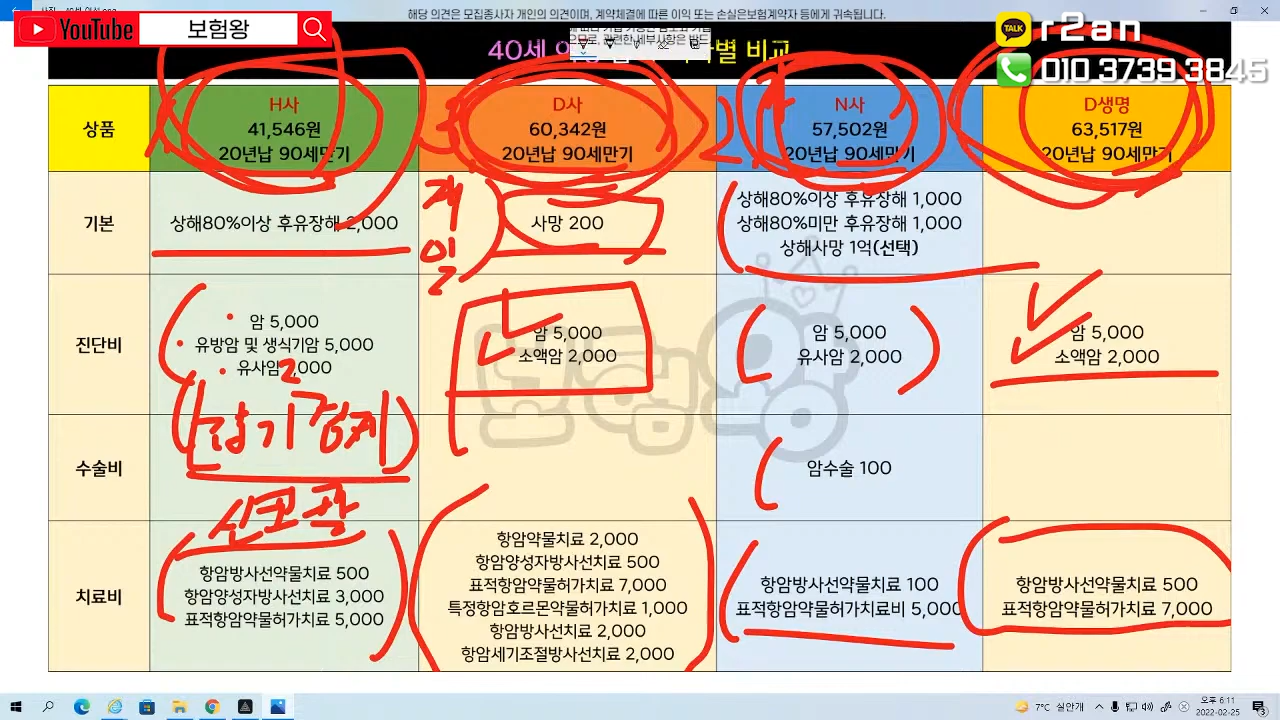 해당 의견은 모집종사자 개인의 의견이며, 계약체결에 따른 이익 또는 손실은보험계약자 등에게 귀속됩니다.
YouTube 보험왕
TALK r2an
010 3739 3845
40세 별 비교
상품
H사
41,546원
20년납 90세만기
D사
60,342원
20년납 90세만기
N사
57,502원
20년납 90세만기
D생명
63,517원
20년납 90세만기
기본
상해80%이상 후유장해 2,000
제일
사망 200
상해80%이상 후유장해 1,000
상해80%미만 후유장해 1,000
상해사망 1억(선택)
진단비
암 5,000
유방암 및 생식기암 5,000
유사암 2,000
암 5,000
소액암 2,000
암 5,000
유사암 2,000
암 5,000
소액암 2,000
보험왕
수술비
암수술 100
치료비
항암방사선약물치료 500
항암양성자방사선치료 3,000
표적항암약물허가치료 5,000
항암약물치료 2,000
항암양성자방사선치료 500
표적항암약물허가치료 7,000
특정항암호르몬약물허가치료 1,000
항암방사선치료 2,000
항암세기조절방사선치료 2,000
항암방사선약물치료 100
표적항암약물허가치료비 5,000
항암방사선약물치료 500
표적항암약물허가치료 7,000
7°C 실안개
오후 6:11
2022-02-25